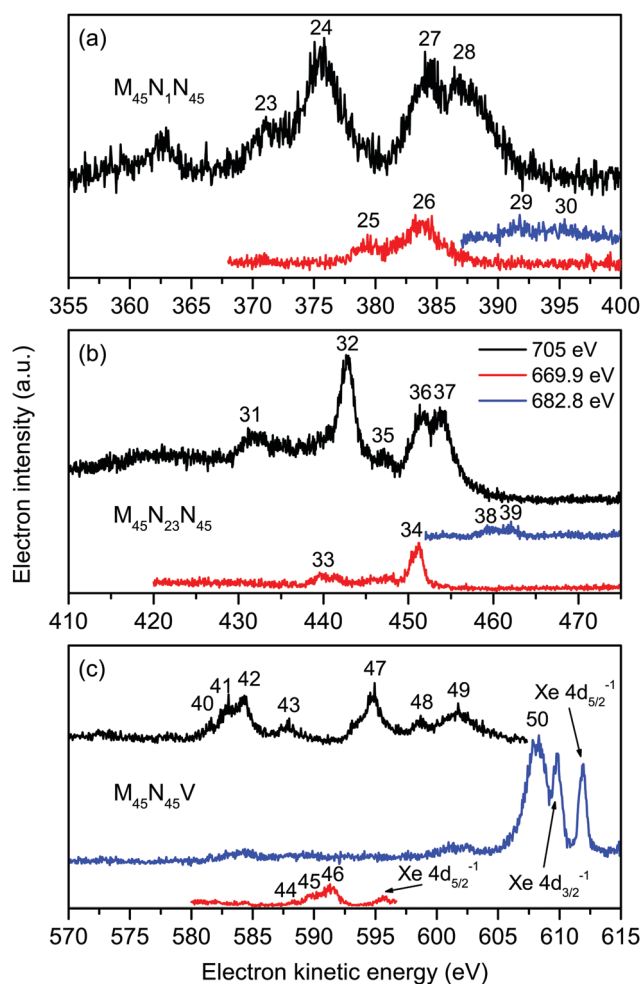 (a)
24
27
28
M₄₅N₁N₄₅
23
29
30
26
25
355 360 365 370 375 380 385 390 395 400
(b)
32
705 eV
669.9 eV
682.8 eV
36 37
31
35
M₄₅N₂₃N₄₅
34
38 39
33
410 420 430 440 450 460 470
Electron intensity (a.u.)
(c)
47
Xe 4d₅/₂⁻¹
40 41 42
43
48
49
50
M₄₅N₄₅V
44 45 46
Xe 4d₅/₂⁻¹
Xe 4d₃/₂⁻¹
570 575 580 585 590 595 600 605 610 615
Electron kinetic energy (eV)